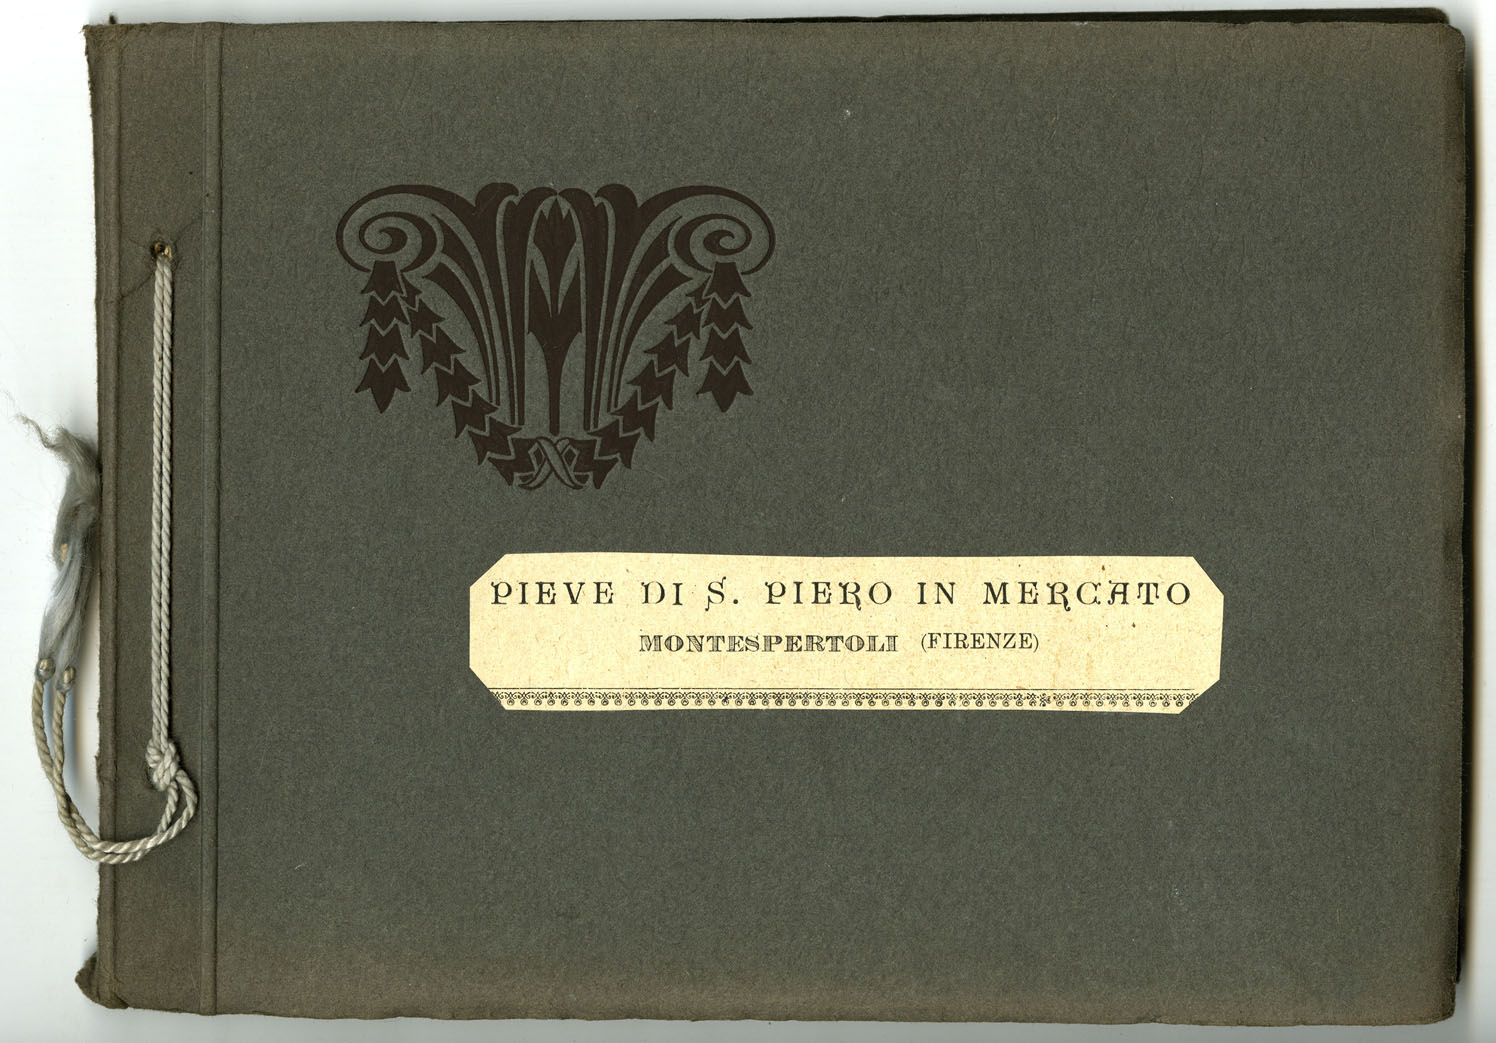 PIEVE DI S. PIERO IN MERCATO
MONTESPERTOLI (FIRENZE)